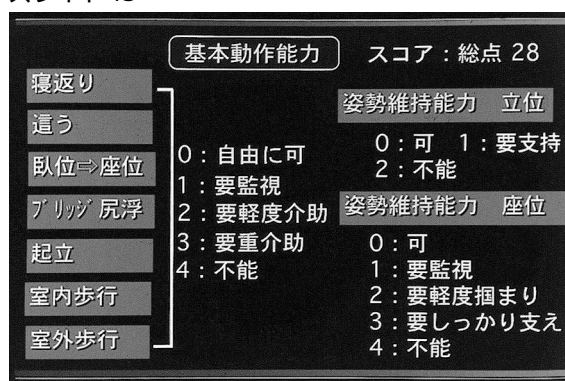 基本動作能力 スコア：総点 28
寝返り
這う
臥位⇨座位
ブリッジ 尻浮
起立
室内歩行
室外歩行
0：自由に可
1：要監視
2：要軽度介助
3：要重介助
4：不能
姿勢維持能力 立位
0：可 1：要支持
2：不能
姿勢維持能力 座位
0：可
1：要監視
2：要軽度掴まり
3：要しっかり支え
4：不能